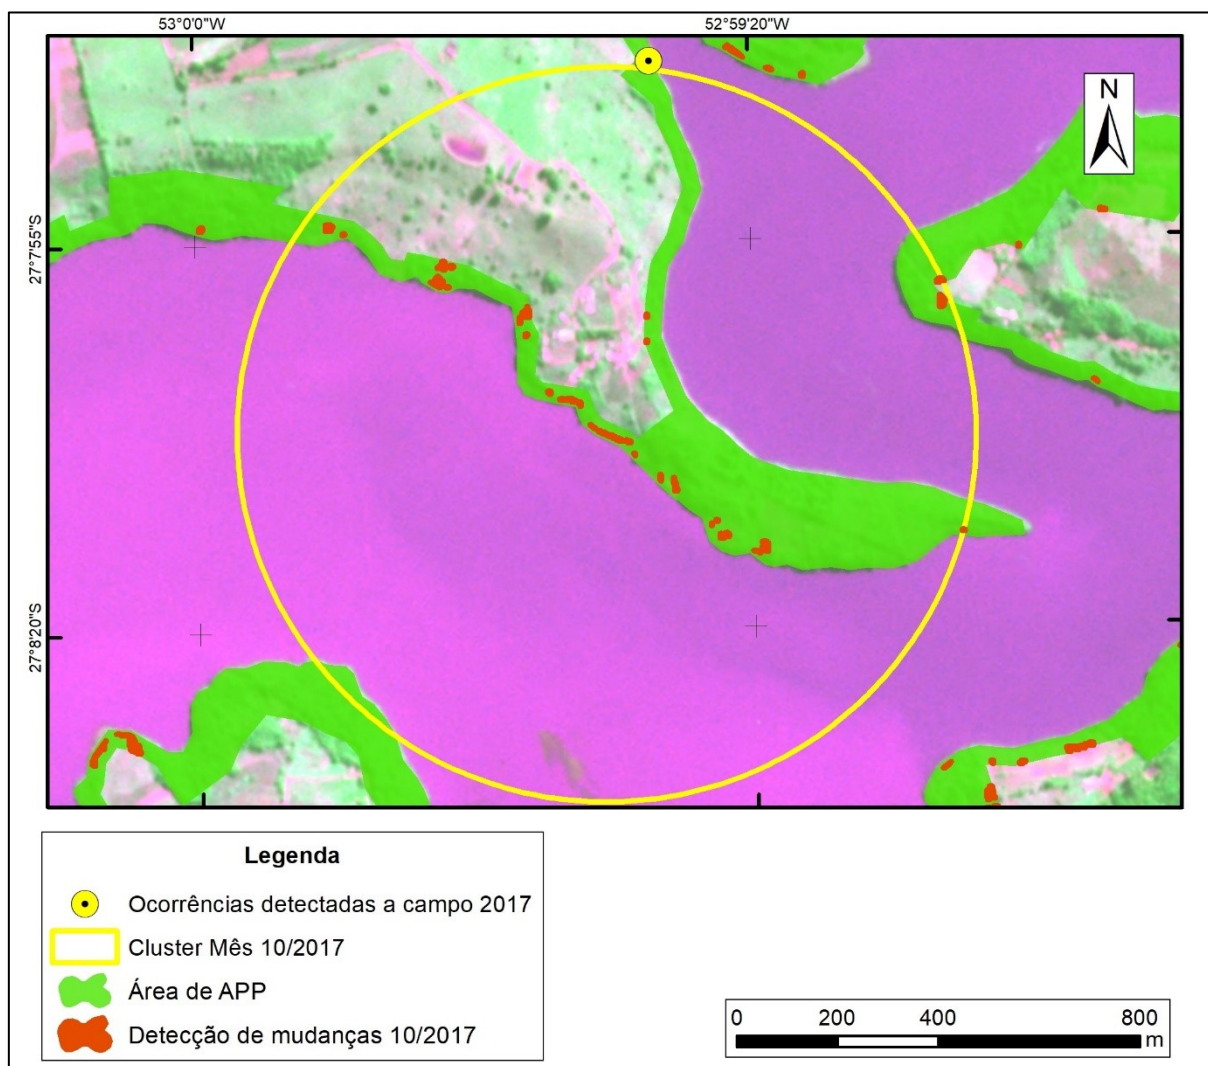 53°0'0"W
52°59'20"W
N
27°7'55"S
27°8'20"S
Legenda
Ocorrências detectadas a campo 2017
Cluster Mês 10/2017
Área de APP
Detecção de mudanças 10/2017
0 200 400 800
m